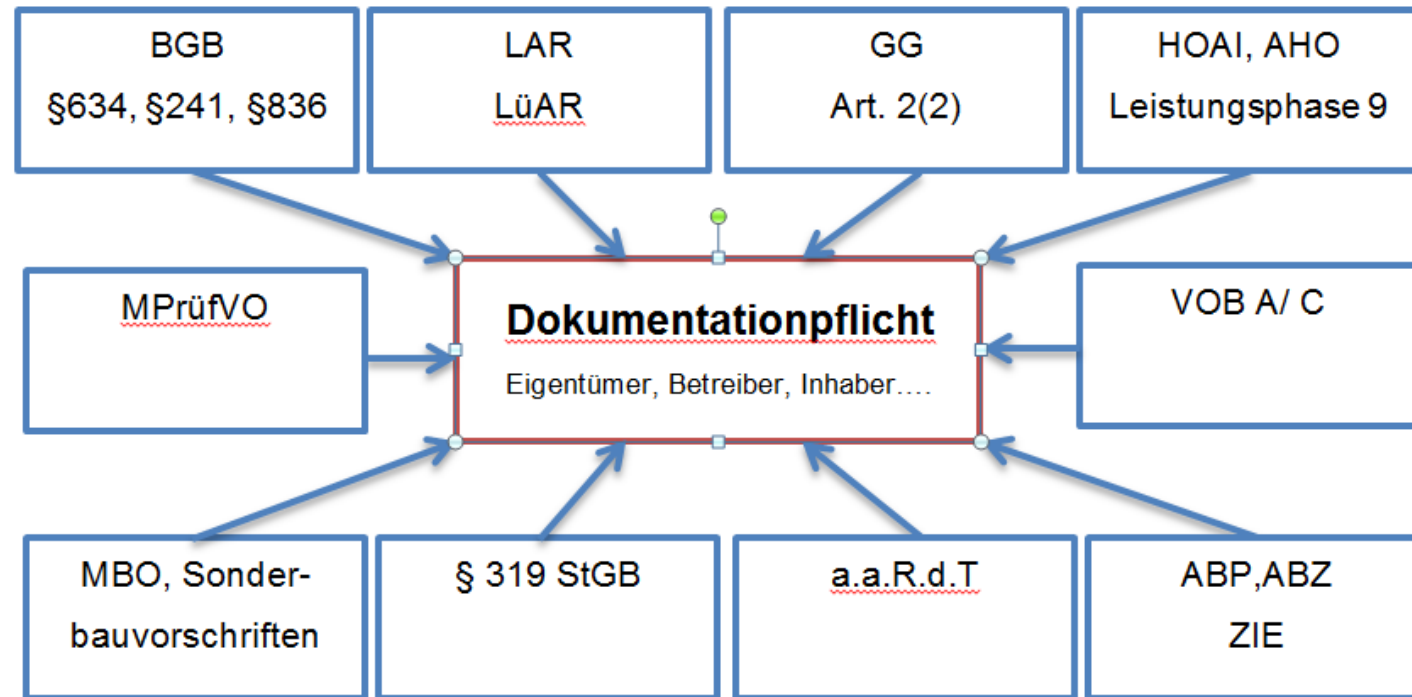 BGB
§634, §241, §836
LAR
LüAR
GG
Art. 2(2)
HOAI, AHO
Leistungsphase 9
MPrüfVO
Dokumentationpflicht
Eigentümer, Betreiber, Inhaber....
VOB A/ C
MBO, Sonder-
bauvorschriften
§ 319 StGB
a.a.R.d.T
ABP,ABZ
ZIE